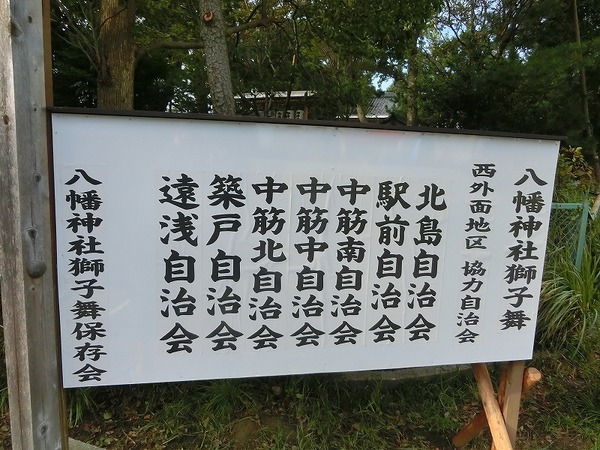 八幡神社獅子舞
西外面地区 協力自治会
北島自治会
駅前自治会
中筋南自治会
中筋中自治会
中筋北自治会
築戸自治会
遠浅自治会
八幡神社獅子舞保存会